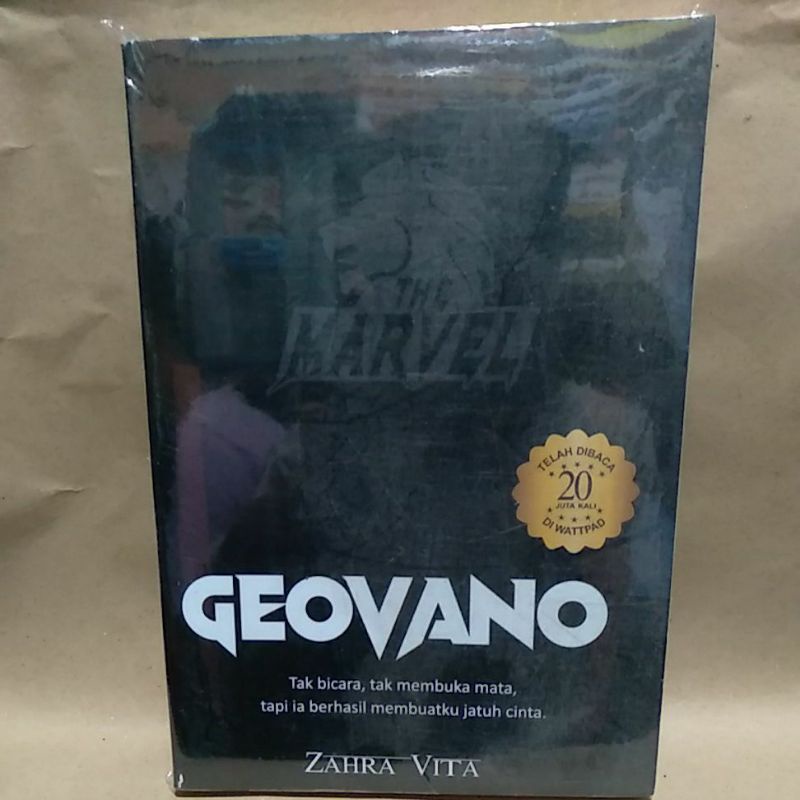 THE
MARVEL
TELAH DIBACA
20
JUTA KALI
DI WATTPAD
GEOVANO
Tak bicara, tak membuka mata,
tapi ia berhasil membuatku jatuh cinta.
ZAHRA VITA